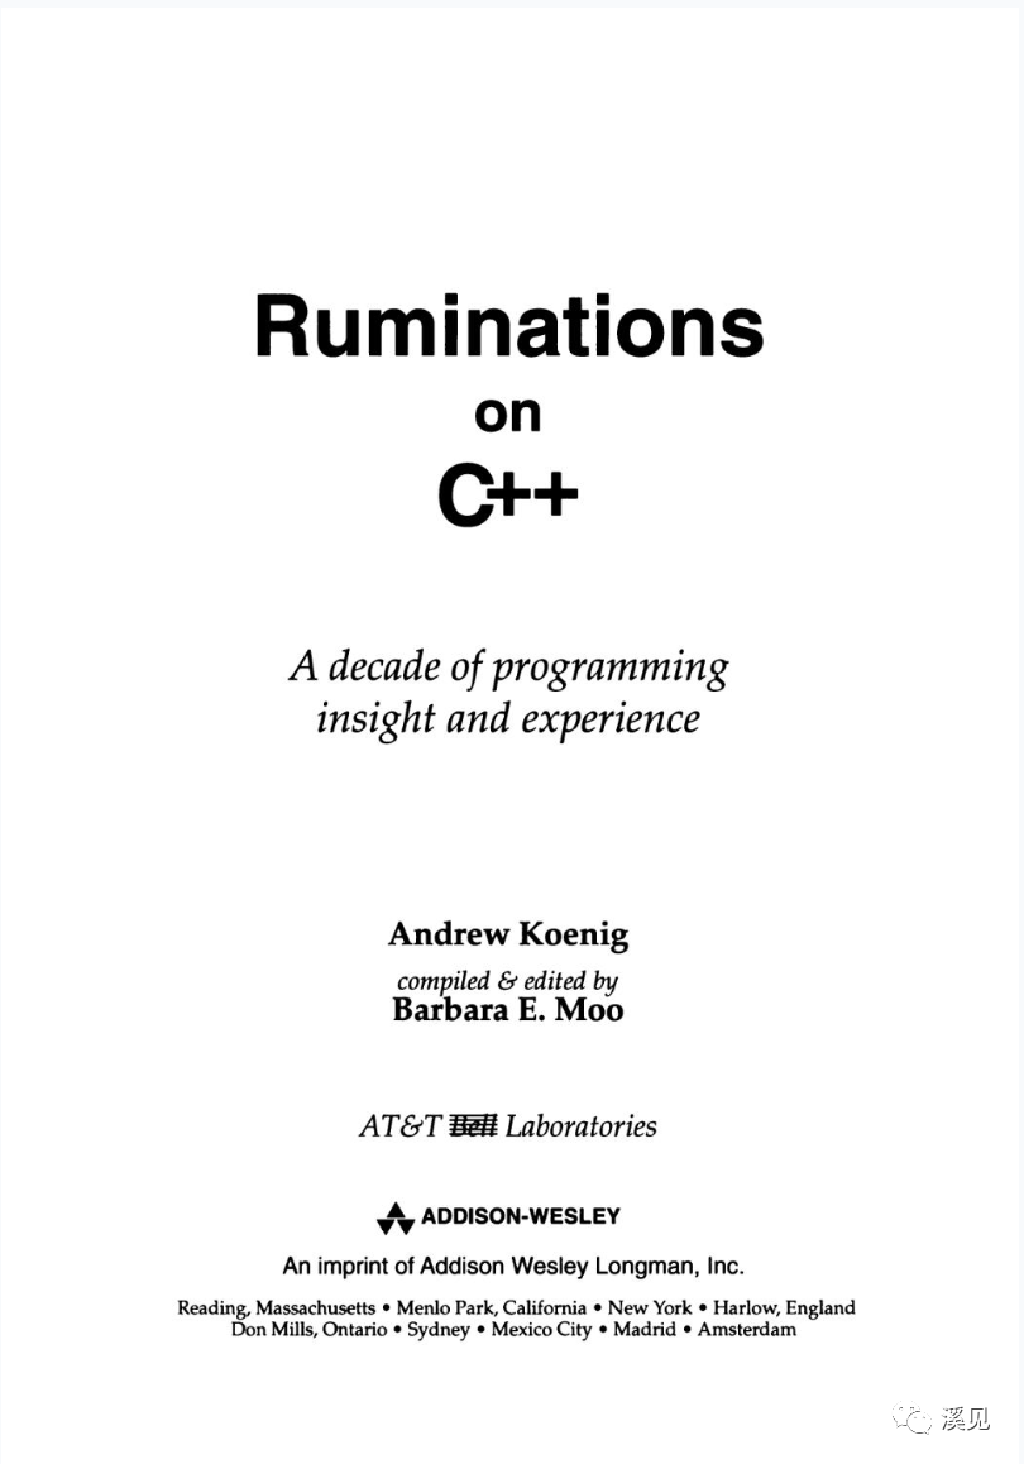 Ruminations
on
C++
A decade of programming
insight and experience
Andrew Koenig
compiled & edited by
Barbara E. Moo
AT&T Bell Laboratories
ADDISON-WESLEY
An imprint of Addison Wesley Longman, Inc.
Reading, Massachusetts • Menlo Park, California • New York • Harlow, England
Don Mills, Ontario • Sydney • Mexico City • Madrid • Amsterdam
溪见